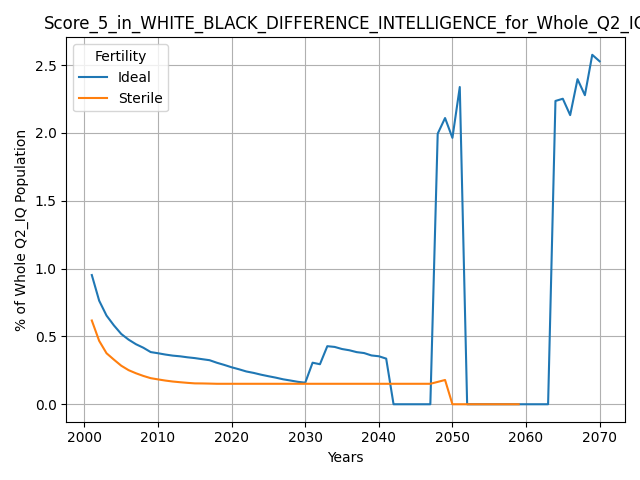 Score_5_in_WHITE_BLACK_DIFFERENCE_INTELLIGENCE_for_Whole_Q2_IQ
Fertility
Ideal
Sterile
% of Whole Q2_IQ Population
2.5
2.0
1.5
1.0
0.5
0.0
2000 2010 2020 2030 2040 2050 2060 2070
Years